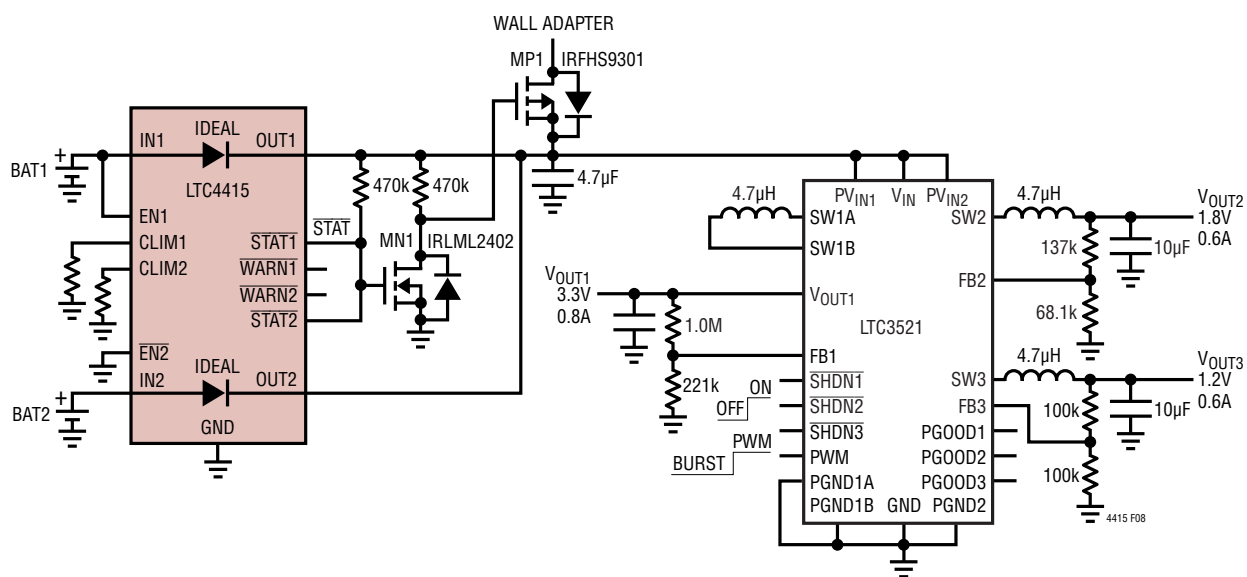 WALL ADAPTER
MP1 IRFHS9301
IDEAL
IN1 OUT1
BAT1 +
LTC4415
470k 470k
4.7µF
EN1
CLIM1
CLIM2
STAT
STAT1
WARN1
WARN2
STAT2
MN1 IRLML2402
EN2
IDEAL
IN2 OUT2
BAT2 +
GND
4.7µH
PVIN1 VIN PVIN2
SW1A
SW1B
SW2
4.7µH
VOUT2
1.8V
0.6A
137k
10µF
FB2
68.1k
VOUT1
3.3V
0.8A
VOUT1
LTC3521
1.0M
FB1
221k
4.7µH
SW3
VOUT3
1.2V
0.6A
FB3
100k
10µF
100k
ON
OFF
SHDN1
SHDN2
SHDN3
PWM
BURST
PWM
PGOOD1
PGOOD2
PGOOD3
PGND1A
PGND1B GND PGND2
4415 F08